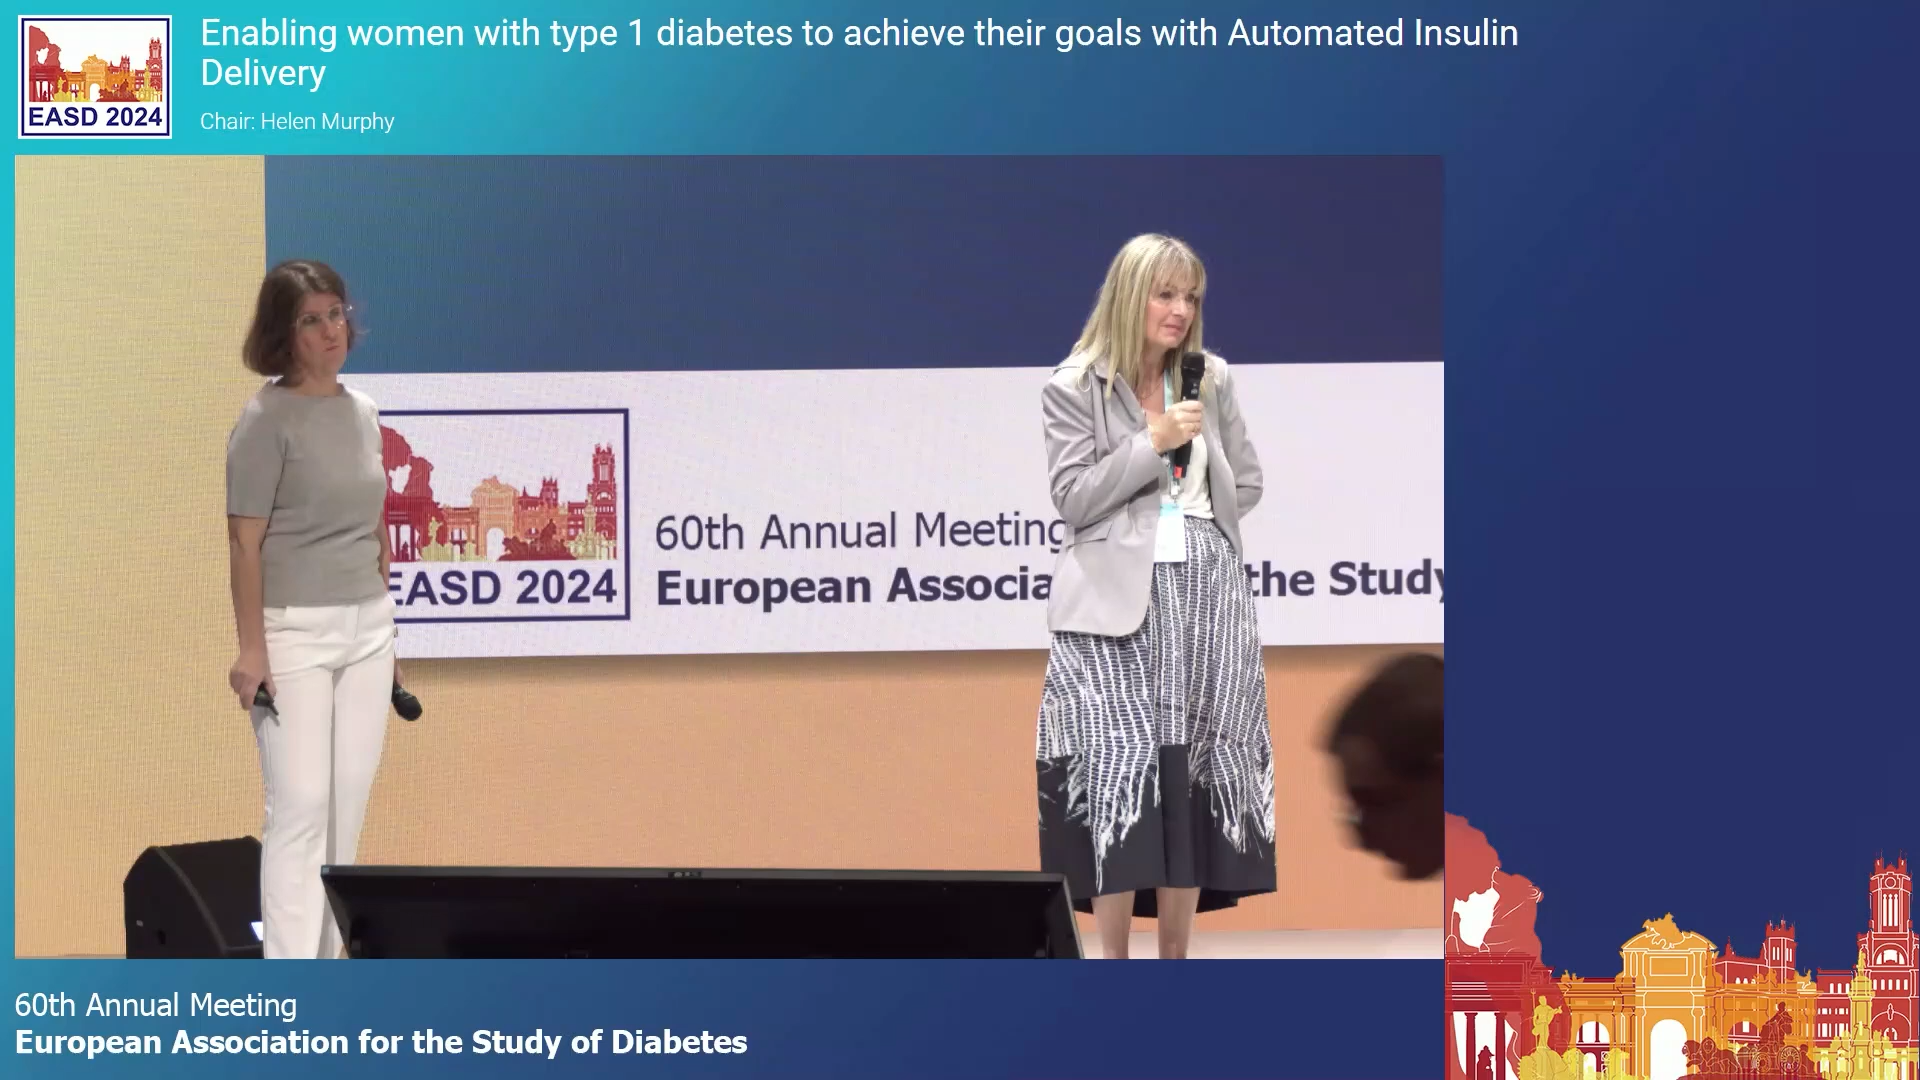 Enabling women with type 1 diabetes to achieve their goals with Automated Insulin
Delivery
Chair: Helen Murphy
EASD 2024
60th Annual Meeting
European Associa the Study
EASD 2024
60th Annual Meeting
European Association for the Study of Diabetes